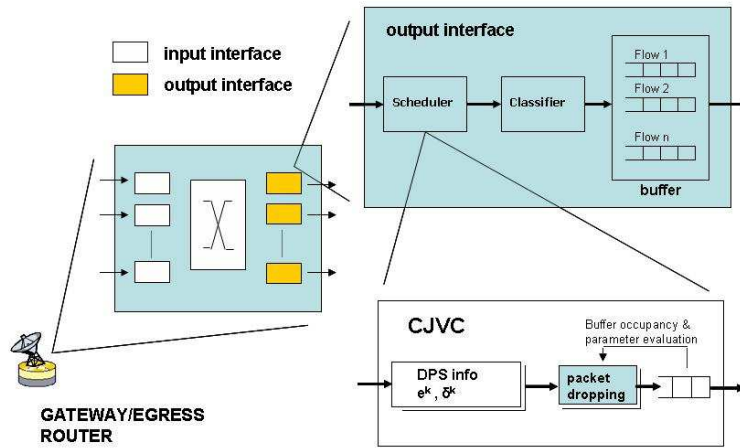 input interface
output interface
output interface
Scheduler
Classifier
Flow 1
Flow 2
Flow n
buffer
CJVC
Buffer occupancy &
parameter evaluation
DPS info
e^k , δ^k
packet
dropping
GATEWAY/EGRESS
ROUTER